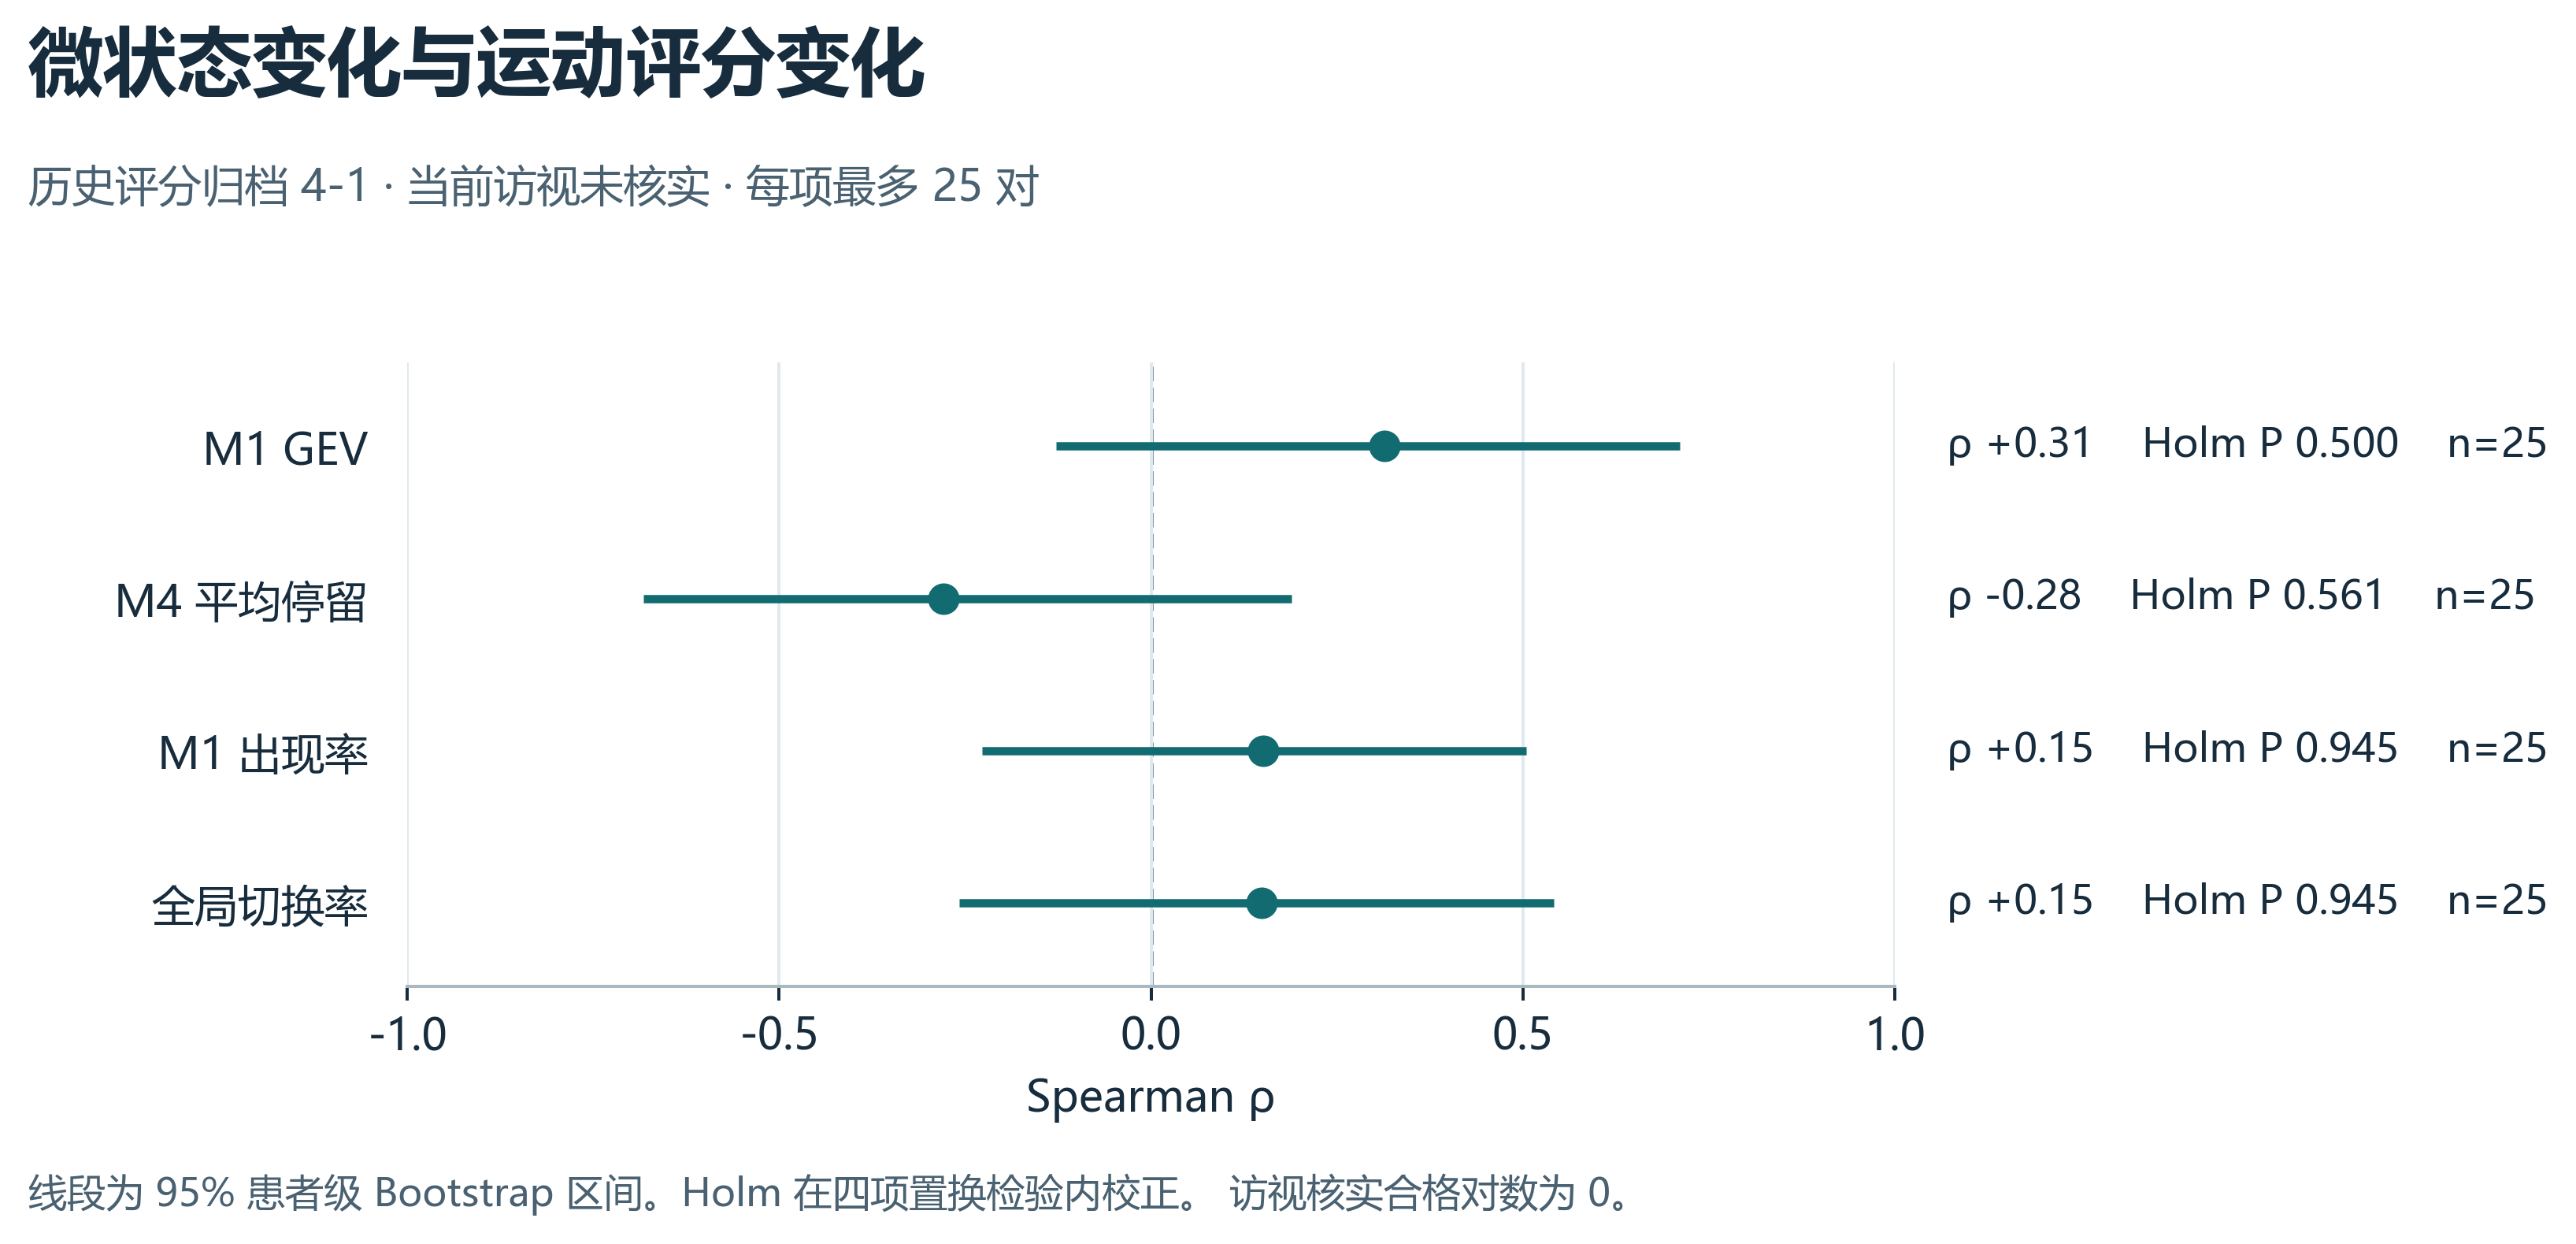 微状态变化与运动评分变化
历史评分归档 4-1 · 当前访视未核实 · 每项最多 25 对
M1 GEV ρ +0.31 Holm P 0.500 n=25
M4 平均停留 ρ -0.28 Holm P 0.561 n=25
M1 出现率 ρ +0.15 Holm P 0.945 n=25
全局切换率 ρ +0.15 Holm P 0.945 n=25
-1.0 -0.5 0.0 0.5 1.0
Spearman ρ
线段为 95% 患者级 Bootstrap 区间。Holm 在四项置换检验内校正。 访视核实合格对数为 0。